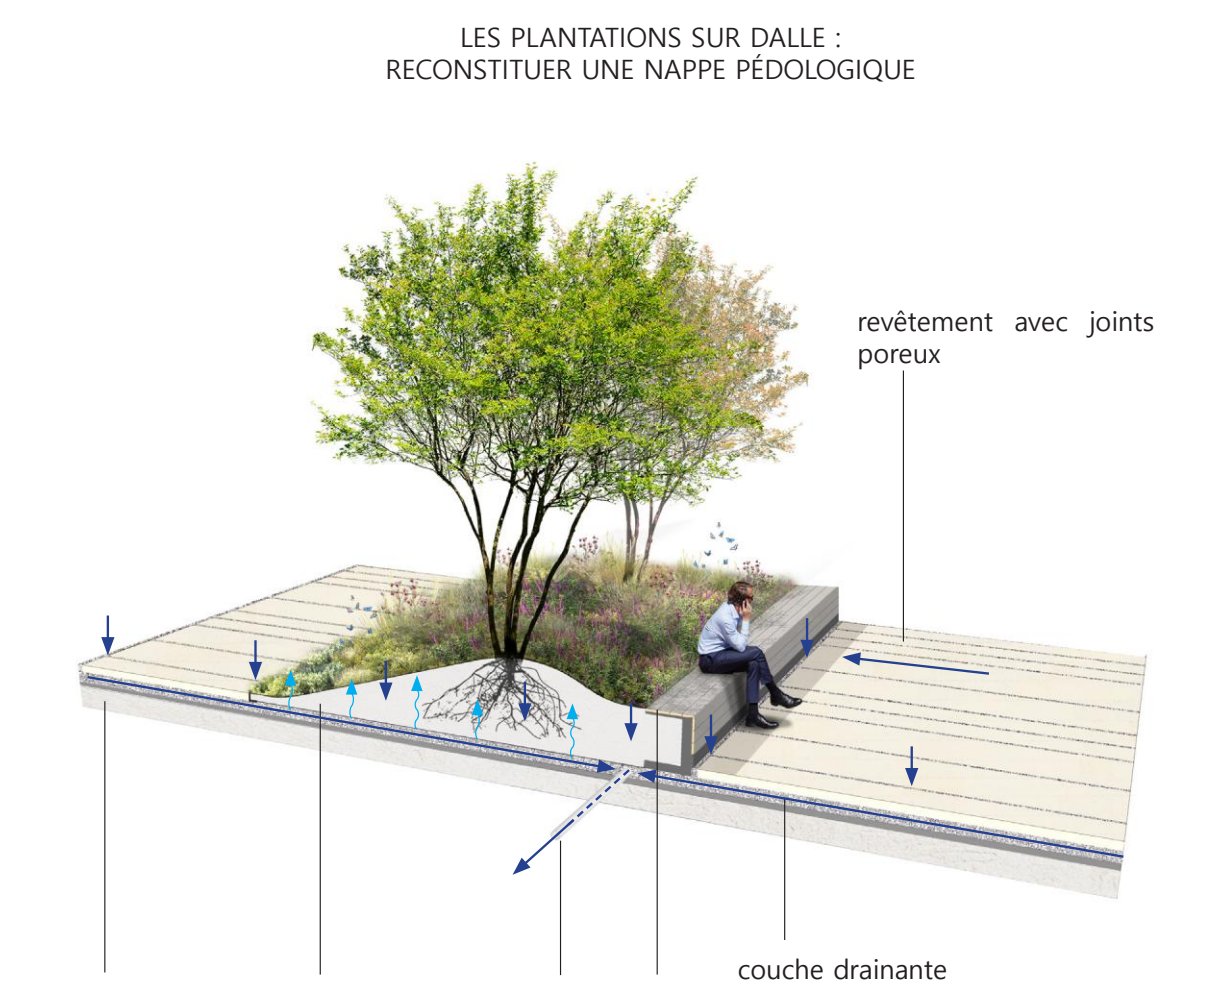 LES PLANTATIONS SUR DALLE :
RECONSTITUER UNE NAPPE PÉDOLOGIQUE
revêtement avec joints
poreux
couche drainante